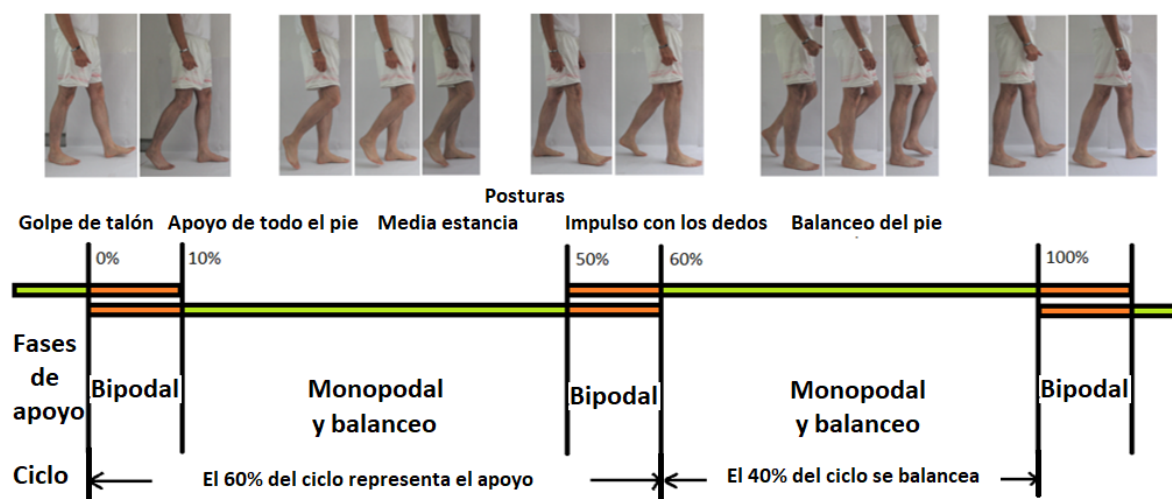 Posturas
Golpe de talón Apoyo de todo el pie Media estancia Impulso con los dedos Balanceo del pie
0% 10% 50% 60% 100%
Fases
de
apoyo
Bipodal
Monopodal
y balanceo
Bipodal
Monopodal
y balanceo
Bipodal
Ciclo
El 60% del ciclo representa el apoyo
El 40% del ciclo se balancea